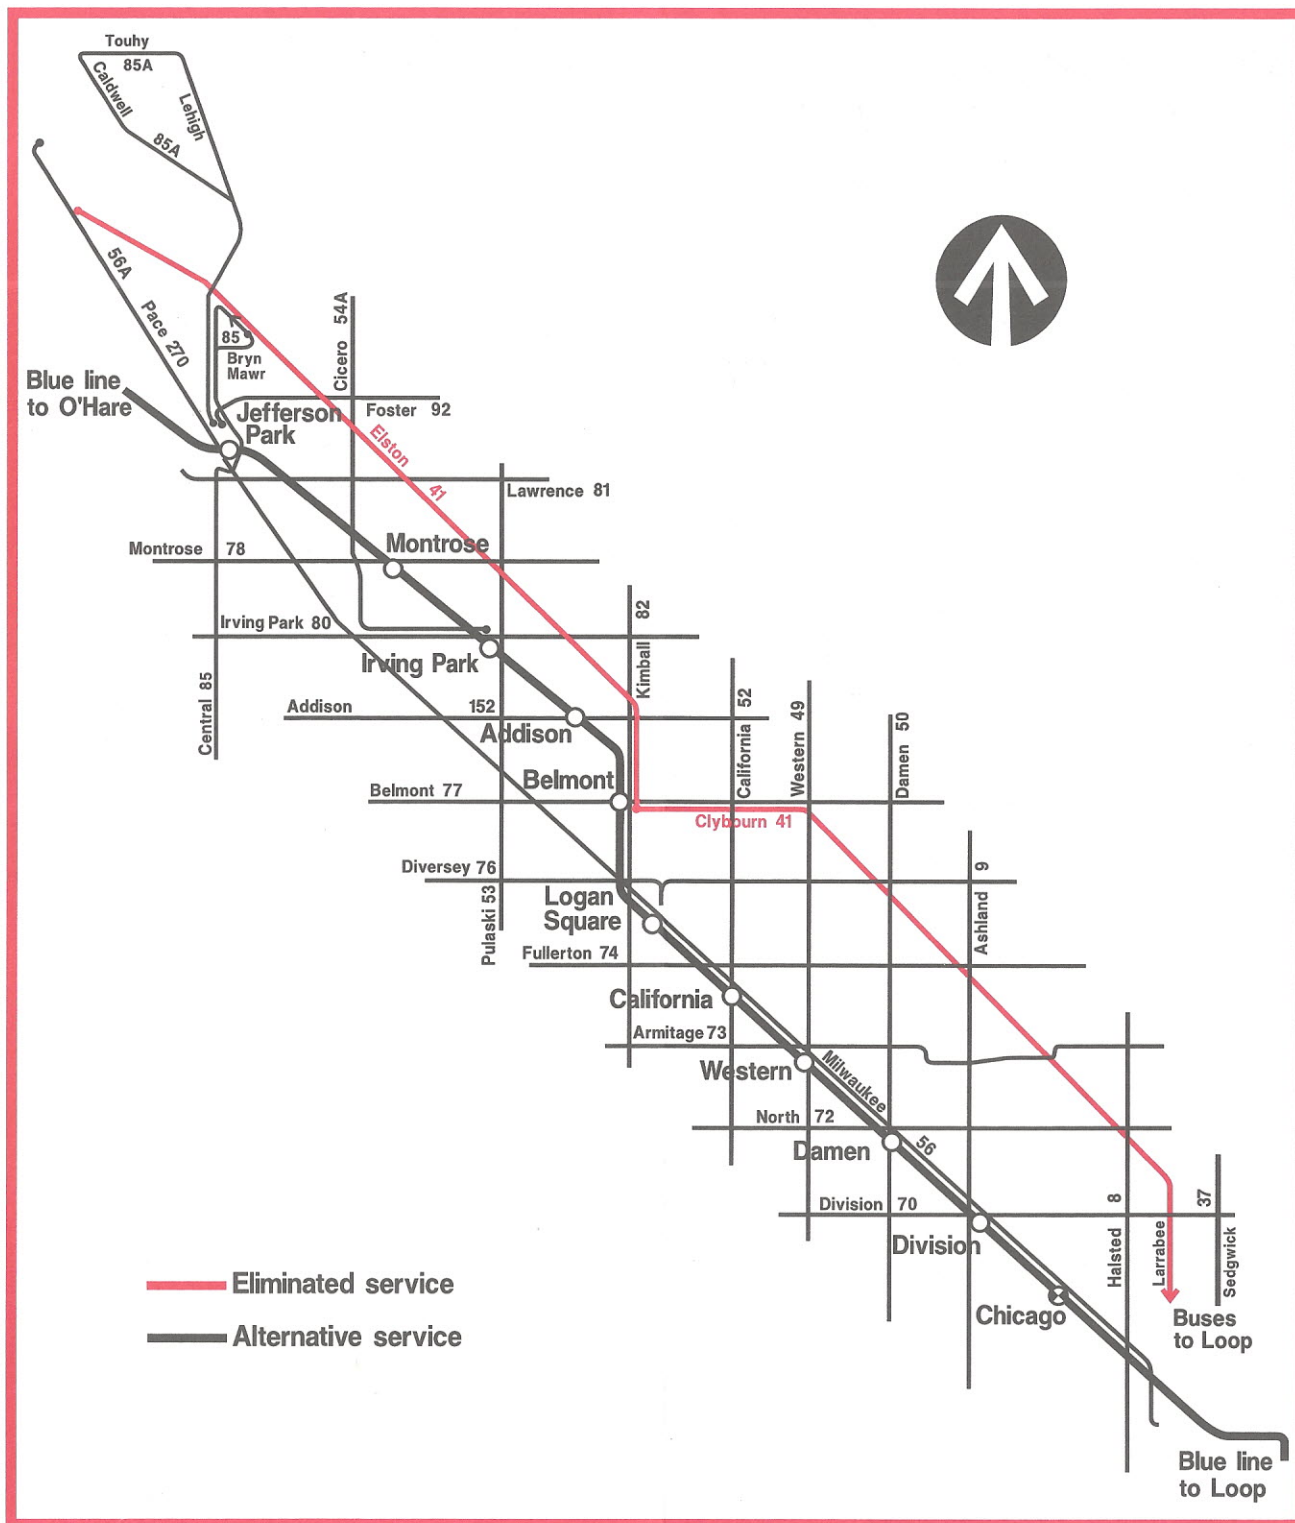 Touhy
85A
Caldwell
Lehigh
85A
56A
Pace 270
85
Bryn
Mawr
Cicero 54A
Blue line
to O'Hare
Jefferson
Park
Foster 92
Elston
41
Lawrence 81
Montrose 78
Montrose
Irving Park 80
82
Kimball
Irving Park
Central 85
Addison 152
Addison
California 52
Western 49
Damen 50
Belmont
Belmont 77
Clybourn 41
Diversey 76
Pulaski 53
Logan
Square
Ashland 9
Fullerton 74
California
Armitage 73
Western
Milwaukee
56
North 72
Damen
Division 70
Division
Halsted 8
Larrabee
37
Sedgwick
Eliminated service
Chicago
Buses
to Loop
Alternative service
Blue line
to Loop